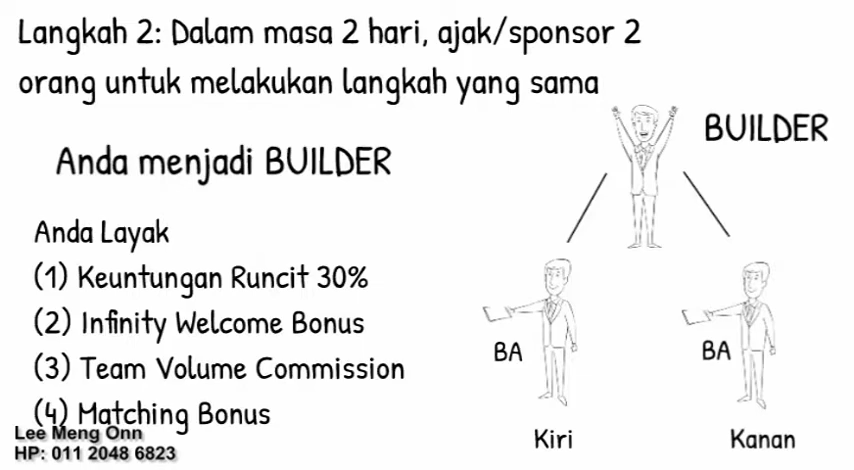 Langkah 2: Dalam masa 2 hari, ajak/sponsor 2
orang untuk melakukan langkah yang sama
BUILDER
Anda menjadi BUILDER
Anda Layak
(1) Keuntungan Runcit 30%
(2) Infinity Welcome Bonus
(3) Team Volume Commission
(4) Matching Bonus
BA
BA
Kiri
Kanan
Lee Meng Onn
HP: 011 2048 6823